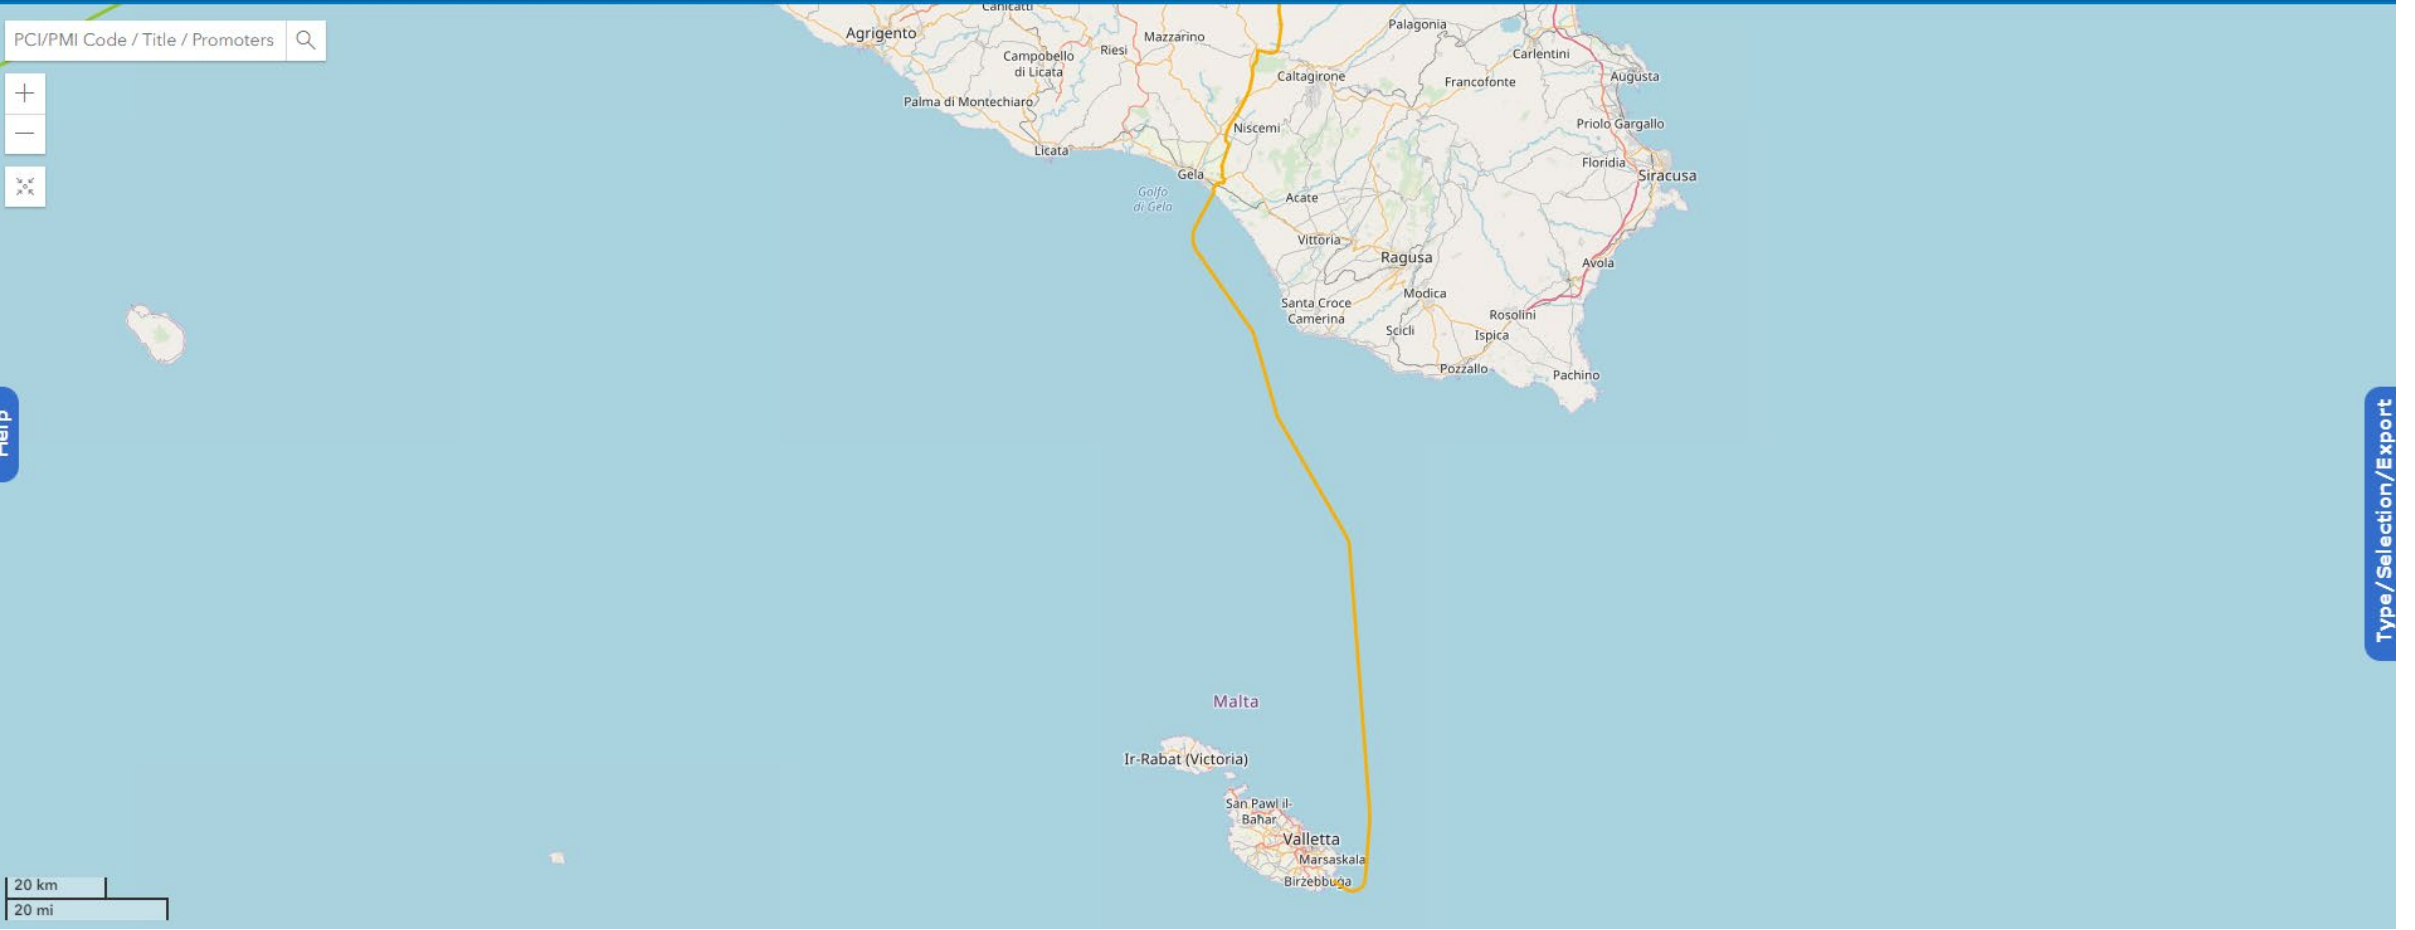 Canicattì
Agrigento
Palagonia
PCI/PMI Code / Title / Promoters
Mazzarino
Riesi
Campobello
di Licata
Carlentini
Caltagirone
Francofonte
Augusta
Palma di Montechiaro
Niscemi
Priolo Gargallo
Licata
Floridia
Gela
Siracusa
Golfo
di Gela
Acate
Vittoria
Ragusa
Avola
Modica
Santa Croce
Camerina
Rosolini
Scicli
Ispica
Pozzallo
Pachino
Help
Type/Selection/Export
Malta
Ir-Rabat (Victoria)
San Pawl il-
Baħar
Valletta
Marsaskala
Birżebbuġa
20 km
20 mi